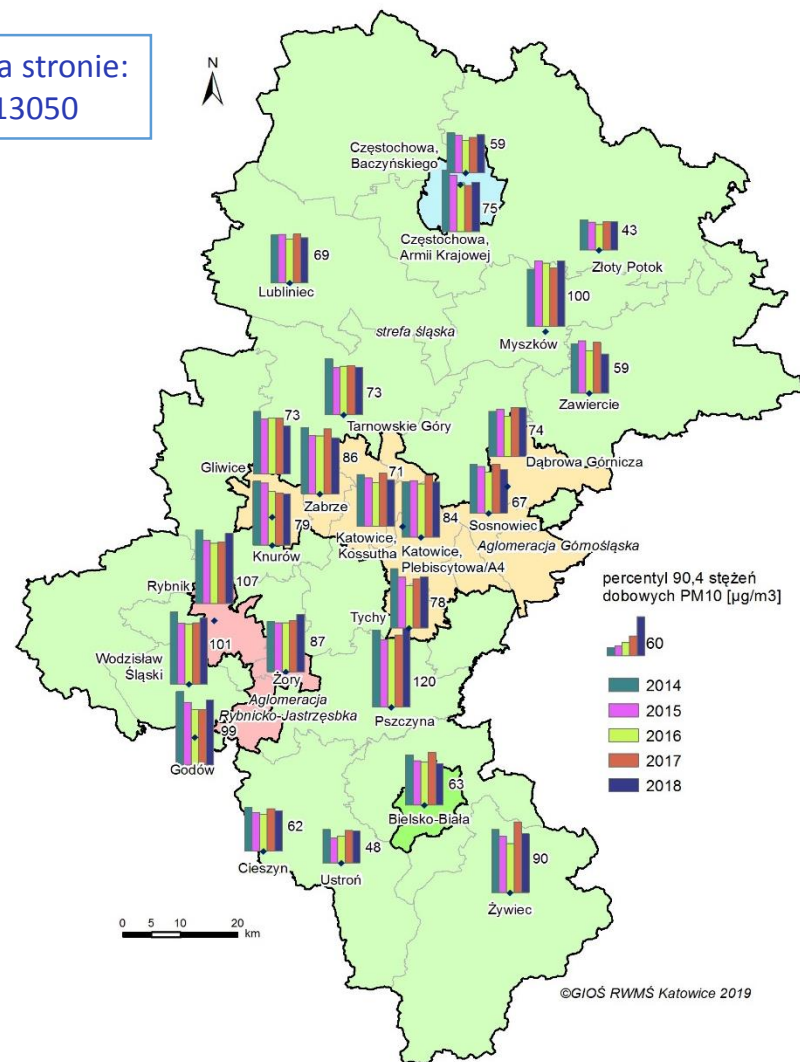 a stronie:
13050
N
Częstochowa,
Baczyńskiego
59
75
Częstochowa,
Armii Krajowej
43
Złoty Potok
69
Lubliniec
100
Myszków
strefa śląska
59
Zawiercie
73
Tarnowskie Góry
73
Gliwice
86
Zabrze
71
Katowice,
Kossutha
74
Dąbrowa Górnicza
67
Sosnowiec
84
Katowice,
Plebiscytowa/A4
Aglomeracja Górnośląska
79
Knurów
Rybnik
107
Tychy
78
101
Wodzisław
Śląski
87
Żory
120
Pszczyna
Aglomeracja
Rybnicko-Jastrzęsbka
99
Godów
percentyl 90,4 stężeń
dobowych PM10 [µg/m3]
60
2014
2015
2016
2017
2018
63
Bielsko-Biała
62
Cieszyn
48
Ustroń
90
Żywiec
0 5 10 20
km
©GIOŚ RWMŚ Katowice 2019